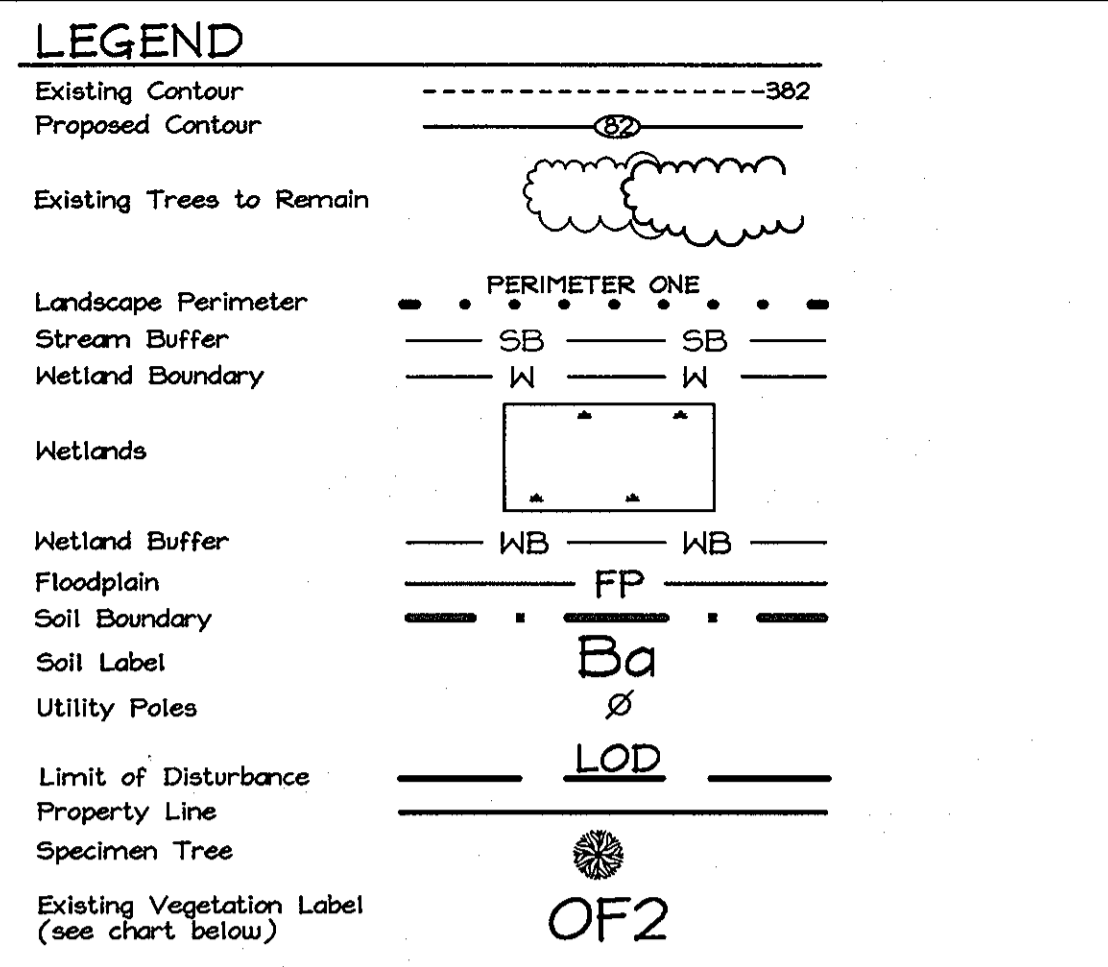 LEGEND
Existing Contour 382
Proposed Contour 82
Existing Trees to Remain
PERIMETER ONE
Landscape Perimeter
Stream Buffer SB SB
Wetland Boundary W W
Wetlands
Wetland Buffer WB WB
Floodplain FP
Soil Boundary
Soil Label Ba
Utility Poles
LOD
Limit of Disturbance
Property Line
Specimen Tree
Existing Vegetation Label OF2
(see chart below)